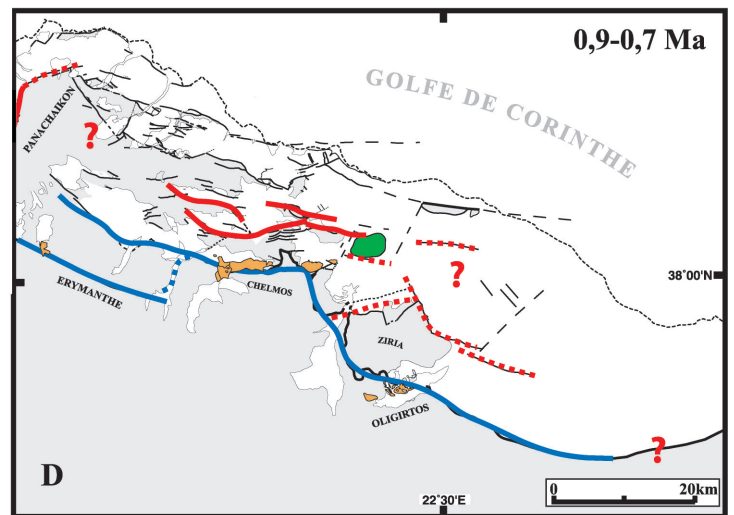 0,9-0,7 Ma
GOLFE DE CORINTHE
PANACHAIKON
?
?
38°00'N
ERYMANTHE
CHELMOS
ZIRIA
OLIGIRTOS
?
D
22°30'E
0 20km